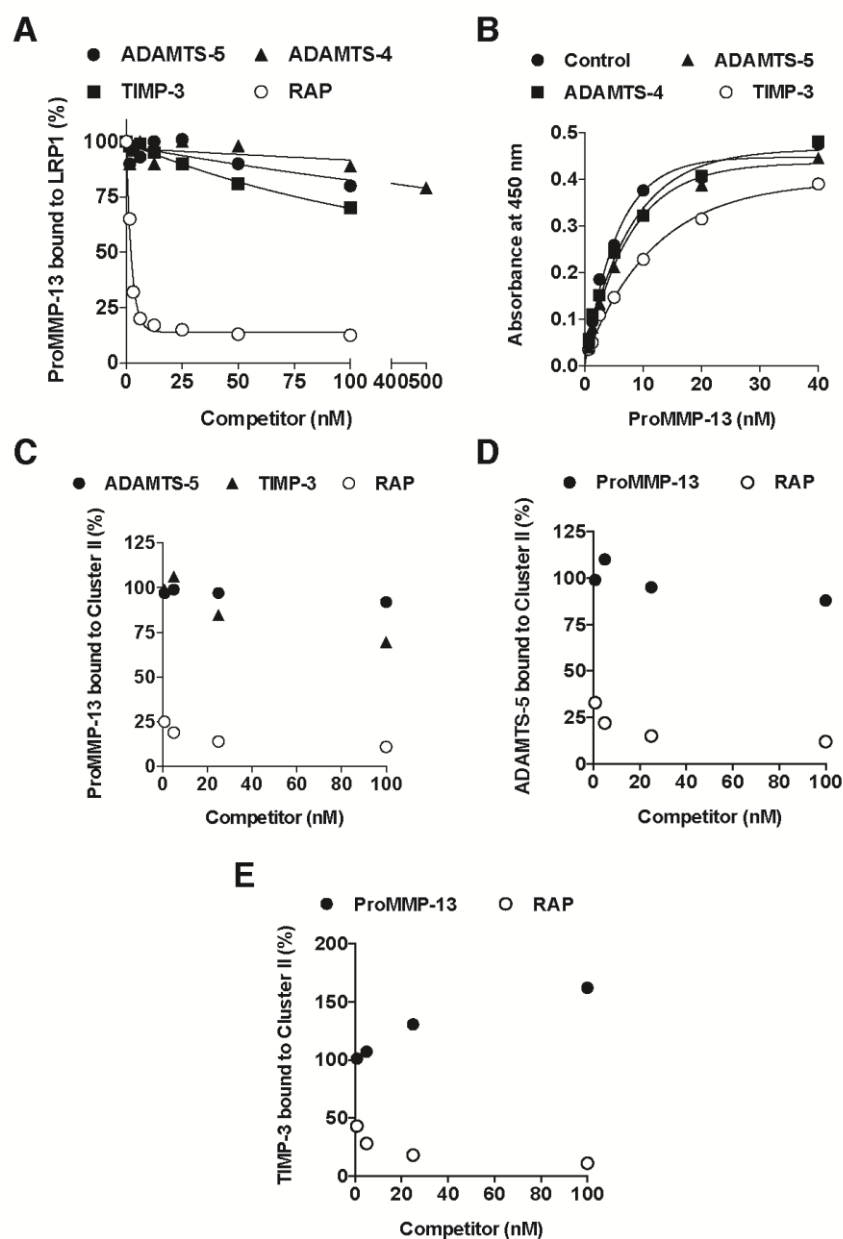 A
ADAMTS-5 ADAMTS-4
TIMP-3 RAP
ProMMP-13 bound to LRP1 (%)
100
75
50
25
0
0 25 50 75 100 400500
Competitor (nM)
B
Control ADAMTS-5
ADAMTS-4 TIMP-3
Absorbance at 450 nm
0.5
0.4
0.3
0.2
0.1
0.0
0 10 20 30 40
ProMMP-13 (nM)
C
ADAMTS-5 TIMP-3 RAP
ProMMP-13 bound to Cluster II (%)
125
100
75
50
25
0
0 20 40 60 80 100
Competitor (nM)
D
ProMMP-13 RAP
ADAMTS-5 bound to Cluster II (%)
125
100
75
50
25
0
0 20 40 60 80 100
Competitor (nM)
E
ProMMP-13 RAP
TIMP-3 bound to Cluster II (%)
200
150
100
50
0
0 20 40 60 80 100
Competitor (nM)